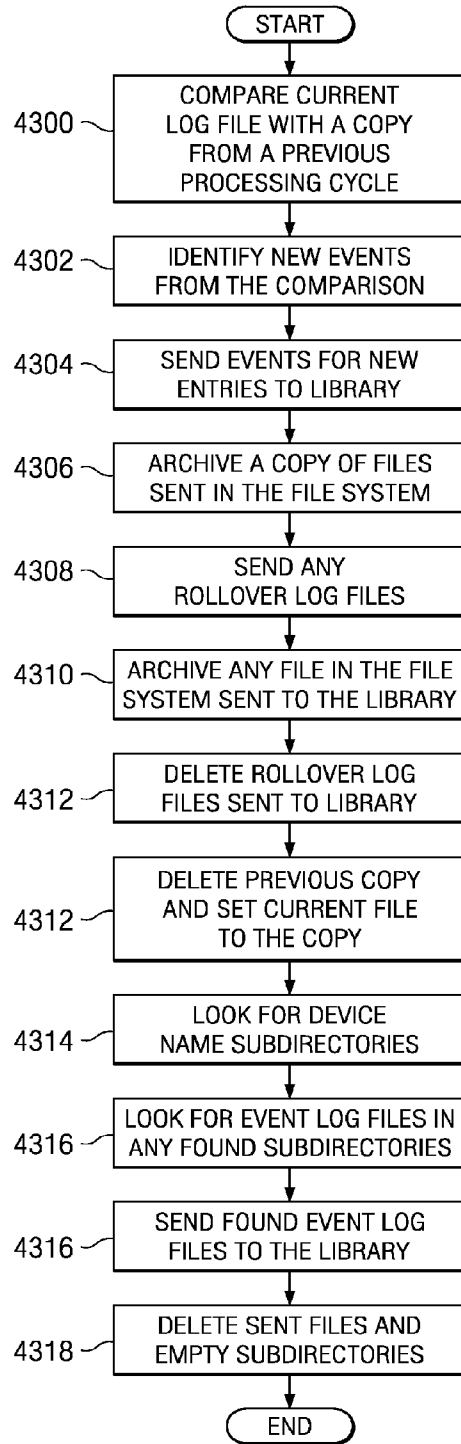 START
4300
COMPARE CURRENT
LOG FILE WITH A COPY
FROM A PREVIOUS
PROCESSING CYCLE
4302
IDENTIFY NEW EVENTS
FROM THE COMPARISON
4304
SEND EVENTS FOR NEW
ENTRIES TO LIBRARY
4306
ARCHIVE A COPY OF FILES
SENT IN THE FILE SYSTEM
4308
SEND ANY
ROLLOVER LOG FILES
4310
ARCHIVE ANY FILE IN THE FILE
SYSTEM SENT TO THE LIBRARY
4312
DELETE ROLLOVER LOG
FILES SENT TO LIBRARY
4312
DELETE PREVIOUS COPY
AND SET CURRENT FILE
TO THE COPY
4314
LOOK FOR DEVICE
NAME SUBDIRECTORIES
4316
LOOK FOR EVENT LOG FILES IN
ANY FOUND SUBDIRECTORIES
4316
SEND FOUND EVENT LOG
FILES TO THE LIBRARY
4318
DELETE SENT FILES AND
EMPTY SUBDIRECTORIES
END